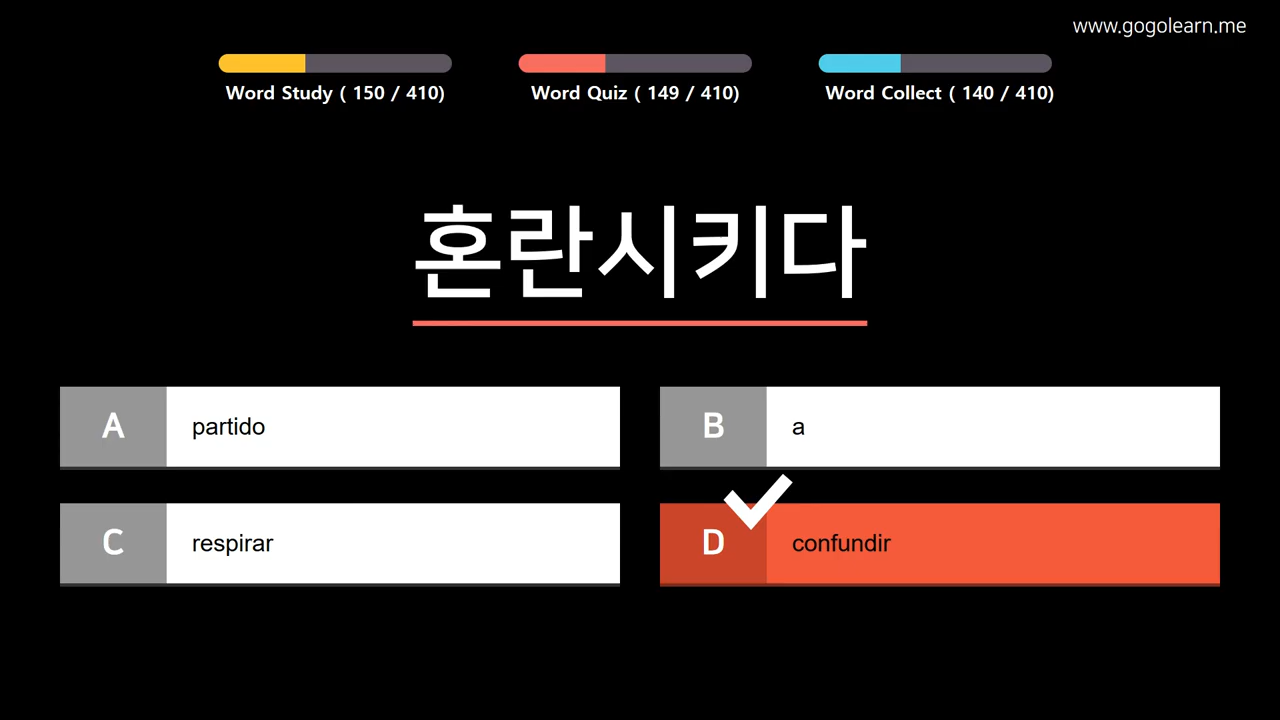 www.gogolearn.me
Word Study ( 150 / 410)
Word Quiz ( 149 / 410)
Word Collect ( 140 / 410)
혼란시키다
A partido
B a
C respirar
D confundir